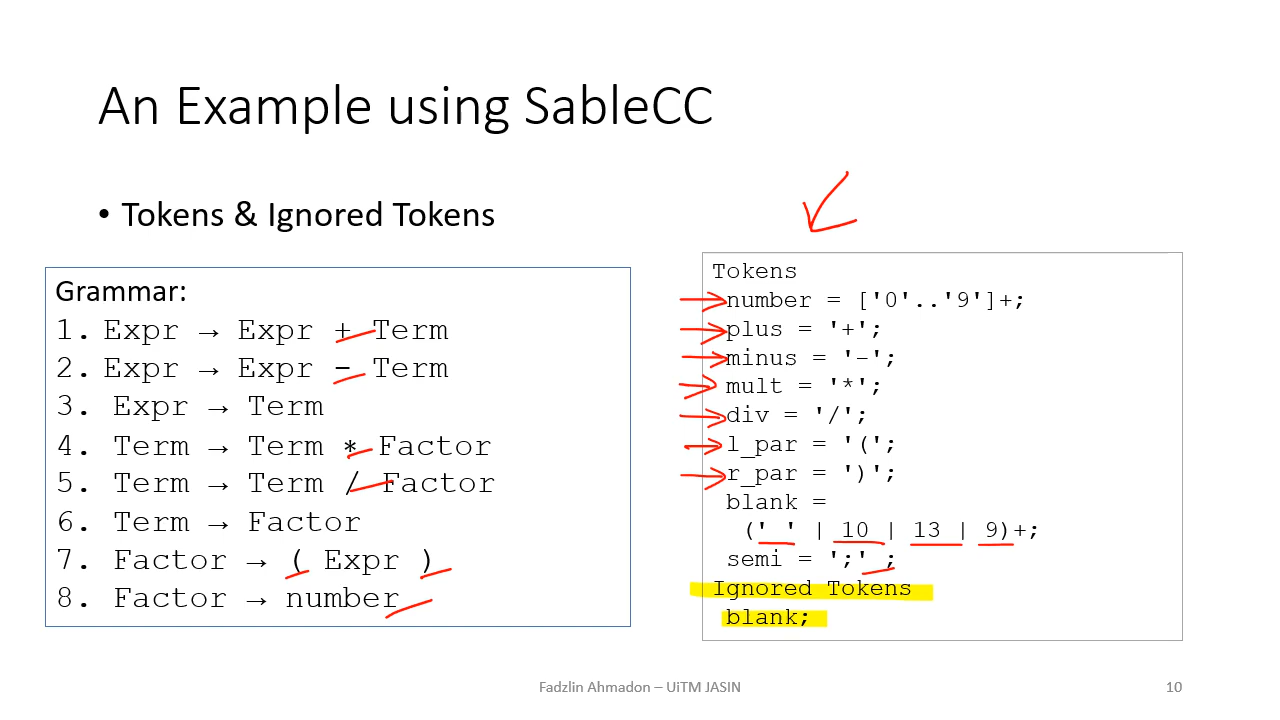 An Example using SableCC
• Tokens & Ignored Tokens
Grammar:
1. Expr → Expr + Term
2. Expr → Expr - Term
3. Expr → Term
4. Term → Term * Factor
5. Term → Term / Factor
6. Term → Factor
7. Factor → ( Expr )
8. Factor → number
Tokens
number = ['0'..'9']+;
plus = '+';
minus = '-';
mult = '*';
div = '/';
l_par = '(';
r_par = ')';
blank =
(' ' | 10 | 13 | 9)+;
semi = ';' ;
Ignored Tokens
blank;
Fadzlin Ahmadon – UiTM JASIN
10